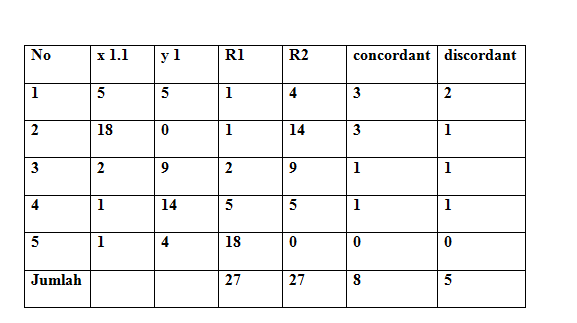 No x 1.1 y 1 R1 R2 concordant discordant
1 5 5 1 4 3 2
2 18 0 1 14 3 1
3 2 9 2 9 1 1
4 1 14 5 5 1 1
5 1 4 18 0 0 0
Jumlah 27 27 8 5